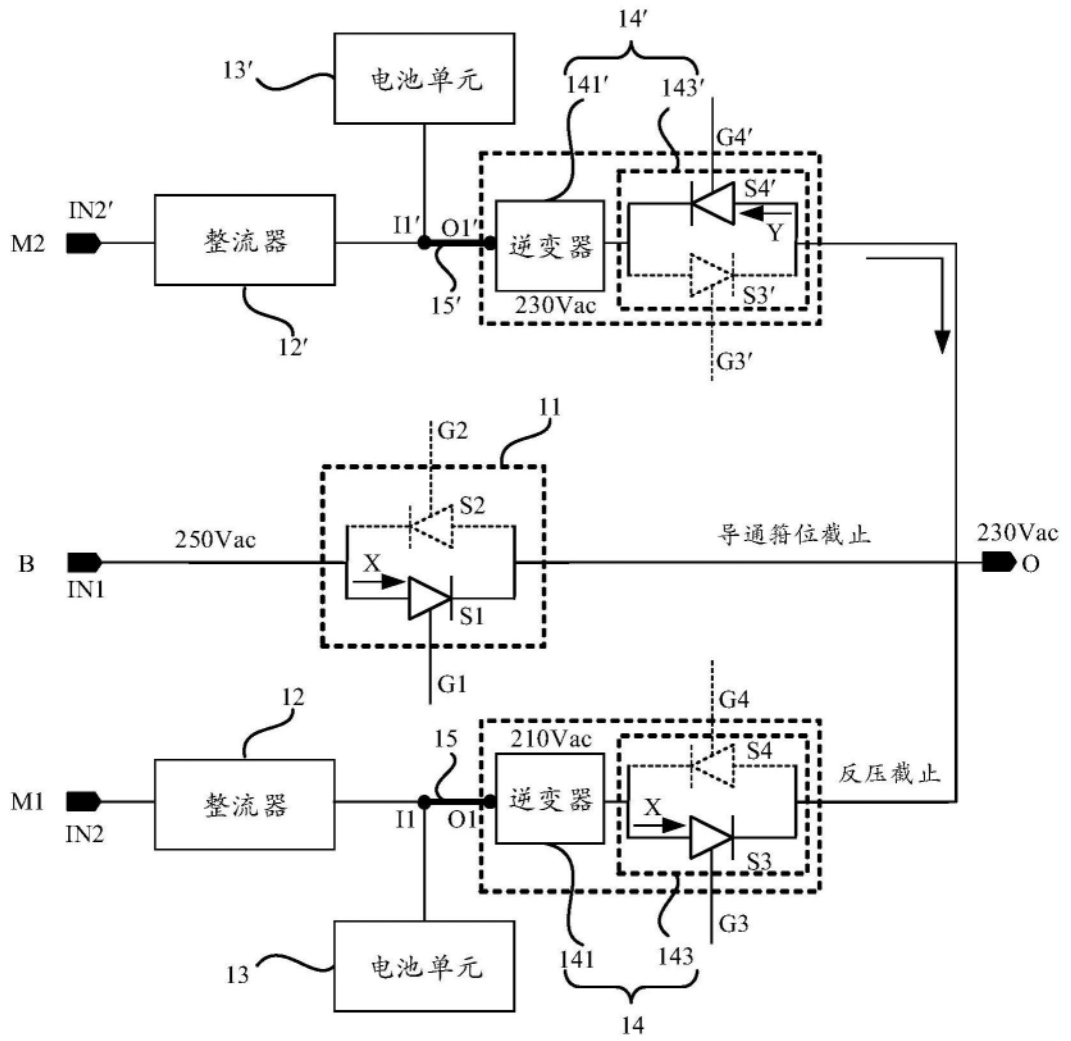 14′
13′
电池单元
141′
143′
G4′
IN2′
M2
整流器
I1′
O1′
逆变器
S4′
Y
S3′
15′
230Vac
12′
G3′
11
G2
S2
250Vac
导通箝位截止
230Vac
B
IN1
X
S1
O
G1
12
G4
15
210Vac
S4
反压截止
M1
IN2
整流器
I1
O1
逆变器
X
S3
G3
13
电池单元
141
143
14